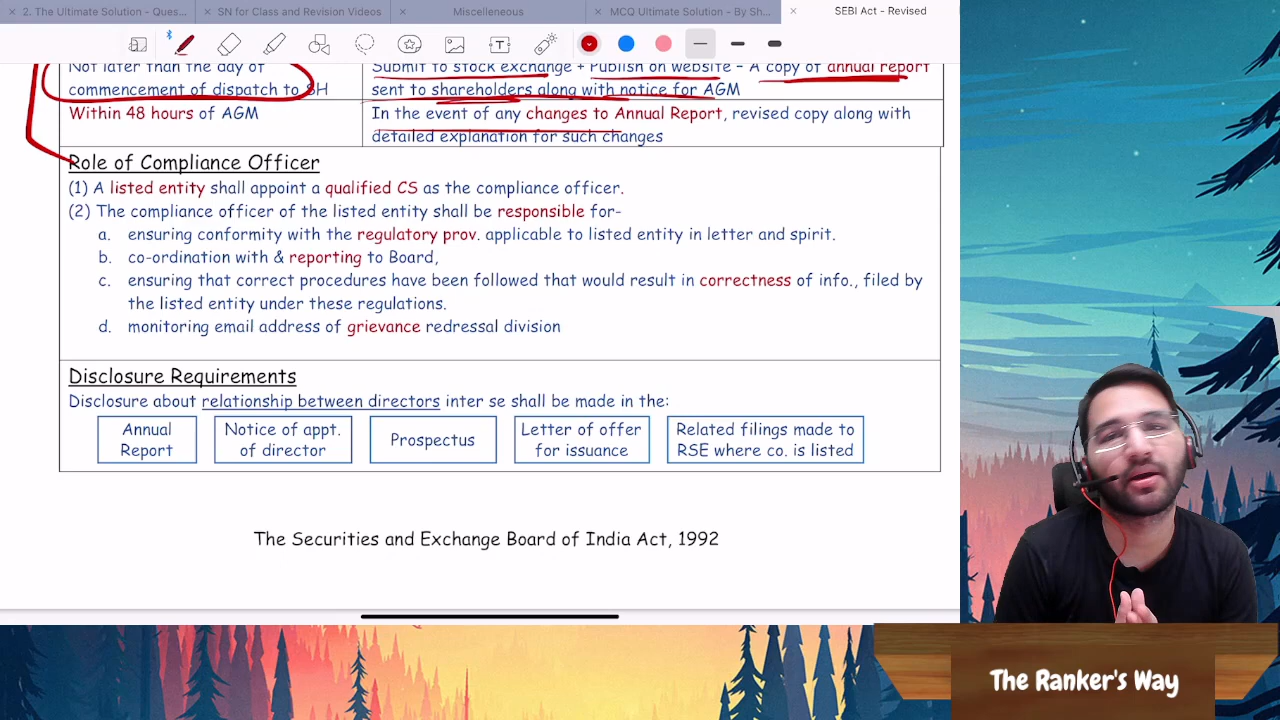 2. The Ultimate Solution - Ques...
SN for Class and Revision Videos
Miscellaneous
MCQ Ultimate Solution - By Sh...
SEBI Act - Revised
Not later than the day of
commencement of dispatch to SH
Submit to stock exchange + Publish on website – A copy of annual report
sent to shareholders along with notice for AGM
Within 48 hours of AGM
In the event of any changes to Annual Report, revised copy along with
detailed explanation for such changes
Role of Compliance Officer
(1) A listed entity shall appoint a qualified CS as the compliance officer.
(2) The compliance officer of the listed entity shall be responsible for-
a. ensuring conformity with the regulatory prov. applicable to listed entity in letter and spirit.
b. co-ordination with & reporting to Board,
c. ensuring that correct procedures have been followed that would result in correctness of info., filed by
the listed entity under these regulations.
d. monitoring email address of grievance redressal division
Disclosure Requirements
Disclosure about relationship between directors inter se shall be made in the:
Annual
Report
Notice of appt.
of director
Prospectus
Letter of offer
for issuance
Related filings made to
RSE where co. is listed
The Securities and Exchange Board of India Act, 1992
The Ranker's Way